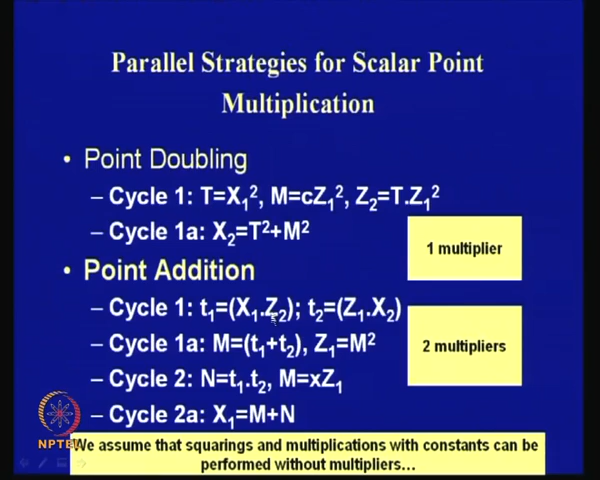 Parallel Strategies for Scalar Point
Multiplication
• Point Doubling
– Cycle 1: T=X₁², M=cZ₁², Z₂=T.Z₁²
– Cycle 1a: X₂=T²+M²
1 multiplier
• Point Addition
– Cycle 1: t₁=(X₁.Z₂); t₂=(Z₁.X₂)
– Cycle 1a: M=(t₁+t₂), Z₁=M²
2 multipliers
– Cycle 2: N=t₁.t₂, M=xZ₁
– Cycle 2a: X₁=M+N
NPTEL
We assume that squarings and multiplications with constants can be
performed without multipliers...